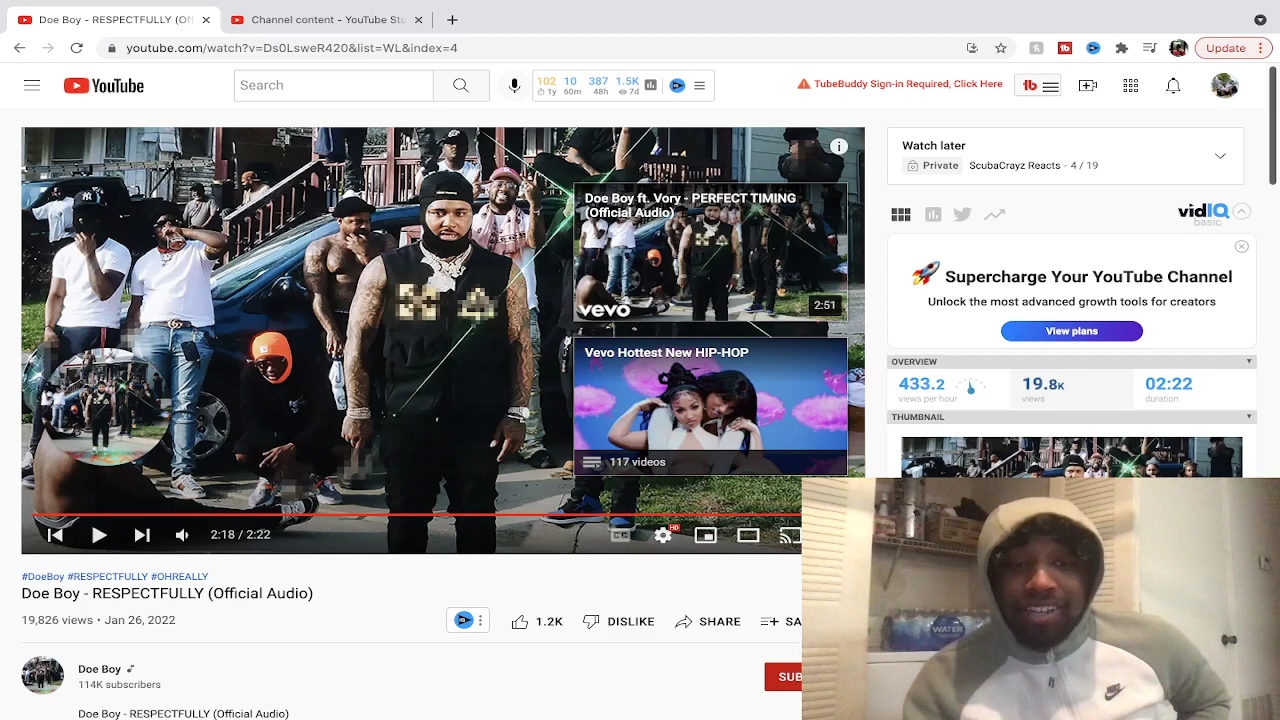 Doe Boy - RESPECTFULLY (Of
Channel content - YouTube Stu
youtube.com/watch?v=Ds0LsweR420&list=WL&index=4
Update
YouTube
Search
102 10 387 1.5K
1y 60m 48h 7d
TubeBuddy Sign-in Required, Click Here
tb
Watch later
Private ScubaCrayz Reacts - 4 / 19
vidIQ
basic
Doe Boy ft. Vory - PERFECT TIMING
(Official Audio)
vevo
2:51
Vevo Hottest New HIP-HOP
117 videos
Supercharge Your YouTube Channel
Unlock the most advanced growth tools for creators
View plans
OVERVIEW
433.2 19.8K 02:22
views per hour views duration
THUMBNAIL
2:18 / 2:22
CC
HD
#DoeBoy #RESPECTFULLY #OHREALLY
Doe Boy - RESPECTFULLY (Official Audio)
19,826 views • Jan 26, 2022
1.2K DISLIKE SHARE SA
Doe Boy
114K subscribers
SUB
Doe Boy - RESPECTFULLY (Official Audio)
WATER